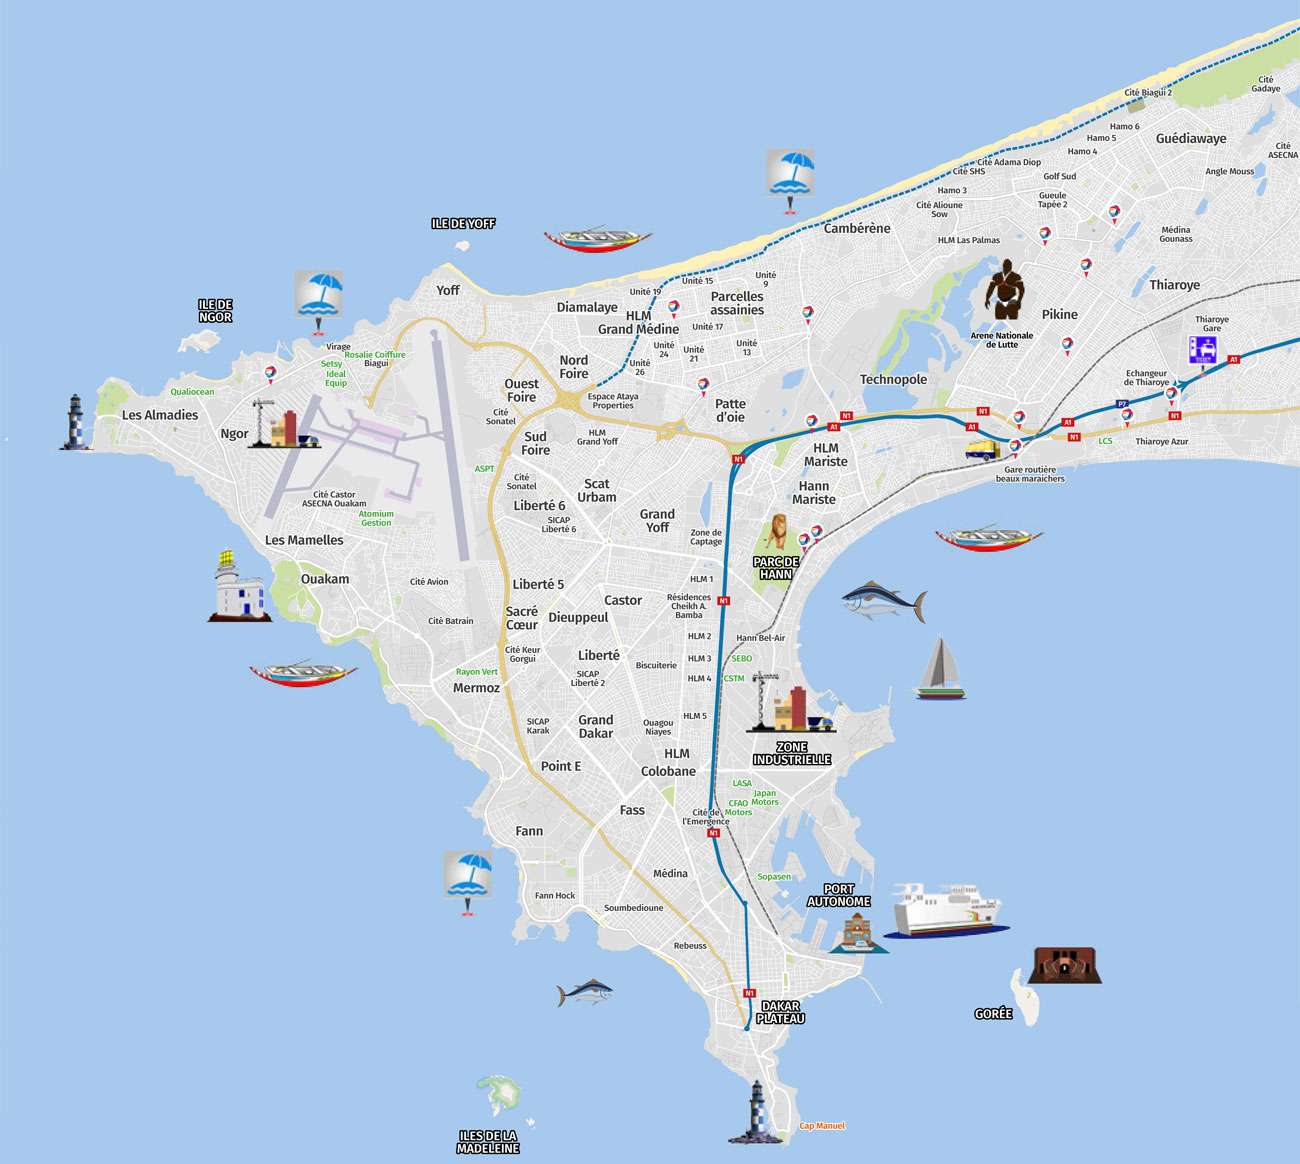 Cité
Gadaye
Cité Biagui 2
Hamo 6
Hamo 5
Guédiawaye
Hamo 4
Cité
ASECNA
Cité Adama Diop
Cité SHS
Golf Sud
Angle Mouss
Hamo 3
Gueule
Tapée 2
Cité Alioune
Sow
ILE DE YOFF
Cambérène
HLM Las Palmas
Médina
Gounass
Unité
9
Unité 15
Thiaroye
Yoff
Unité 19
Parcelles
assainies
ILE DE
NGOR
Diamalaye
HLM
Grand Médine
Unité 17
Pikine
Thiaroye
Gare
Arene Nationale
de Lutte
Virage
Rosalie Coiffure
Biagui
Setsy
Ideal
Equip
Unité
24
Unité
21
Unité
13
Nord
Foire
Unité
26
A1
TICKET
Technopole
Echangeur
de Thiaroye
Qualiocean
Ouest
Foire
Espace Ataya
Properties
Patte
d'oie
P7
Les Almadies
Cité
Sonatel
N1
N1
N1
A1
A1
A1
N1
Ngor
Sud
Foire
HLM
Grand Yoff
LCS
Thiaroye Azur
HLM
Mariste
N1
ASPT
Gare routière
beaux maraichers
Cité
Sonatel
Scat
Urbam
Hann
Mariste
Cité Castor
ASECNA Ouakam
Liberté 6
Atomium
Gestion
SICAP
Liberté 6
Grand
Yoff
Les Mamelles
Zone de
Captage
PARC DE
HANN
Ouakam
Cité Avion
Liberté 5
HLM 1
Castor
Résidences
Cheikh A.
Bamba
N1
Cité Batrain
Sacré
Cœur
Dieuppeul
HLM 2
Hann Bel-Air
Cité Keur
Gorgui
Liberté
Biscuiterie
HLM 3
SEBO
Rayon Vert
Mermoz
SICAP
Liberté 2
HLM 4
CSTM
SICAP
Karak
Grand
Dakar
Ouagou
Niayes
HLM 5
ZONE
INDUSTRIELLE
Point E
HLM
Colobane
LASA
Japan
Motors
CFAO
Motors
Fass
Cité de
l'Emergence
Fann
N1
Médina
Sopasen
PORT
AUTONOME
Fann Hock
Soumbedioune
Rebeuss
N1
DAKAR
PLATEAU
GORÉE
Cap Manuel
ILES DE LA
MADELEINE